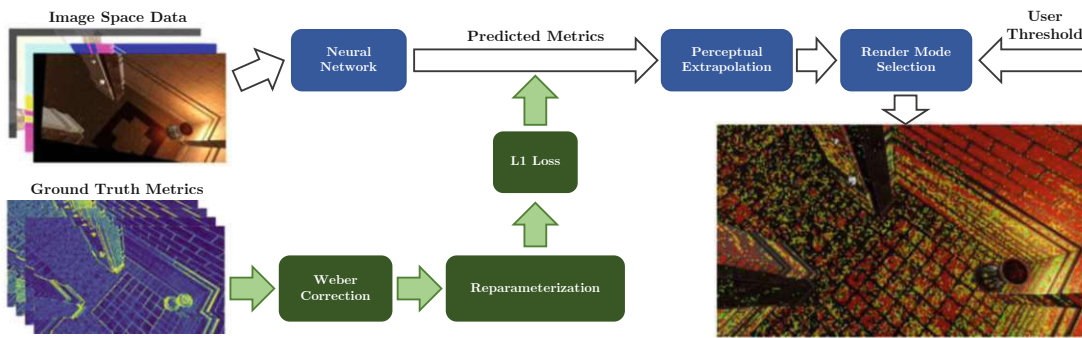 Image Space Data
Neural
Network
Predicted Metrics
Perceptual
Extrapolation
Render Mode
Selection
User
Threshold
L1 Loss
Ground Truth Metrics
Weber
Correction
Reparameterization